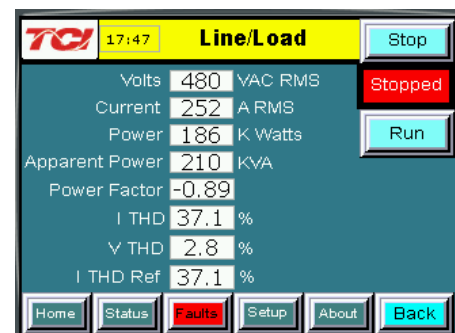 TCI 17:47 Line/Load Stop
Volts 480 VAC RMS Stopped
Current 252 A RMS
Power 186 K Watts Run
Apparent Power 210 KVA
Power Factor -0.89
I THD 37.1 %
V THD 2.8 %
I THD Ref 37.1 %
Home Status Faults Setup About Back